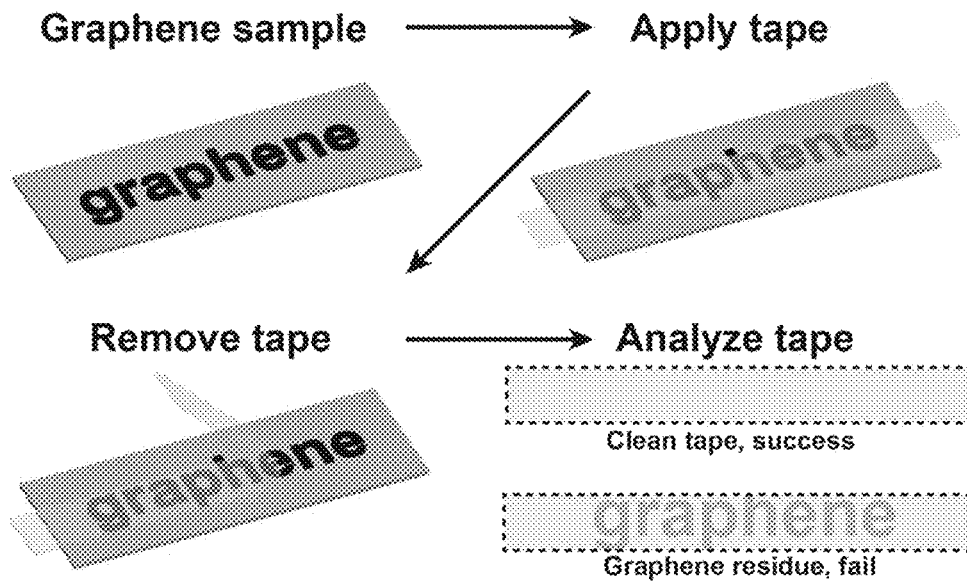 Graphene sample
Apply tape
graphene
graphene
Remove tape
Analyze tape
graphene
Clean tape, success
graphene
Graphene residue, fail